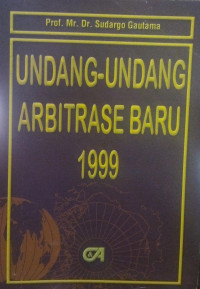 Prof. Mr. Dr. Sudargo Gautama
UNDANG-UNDANG
ARBITRASE BARU
1999
C&A